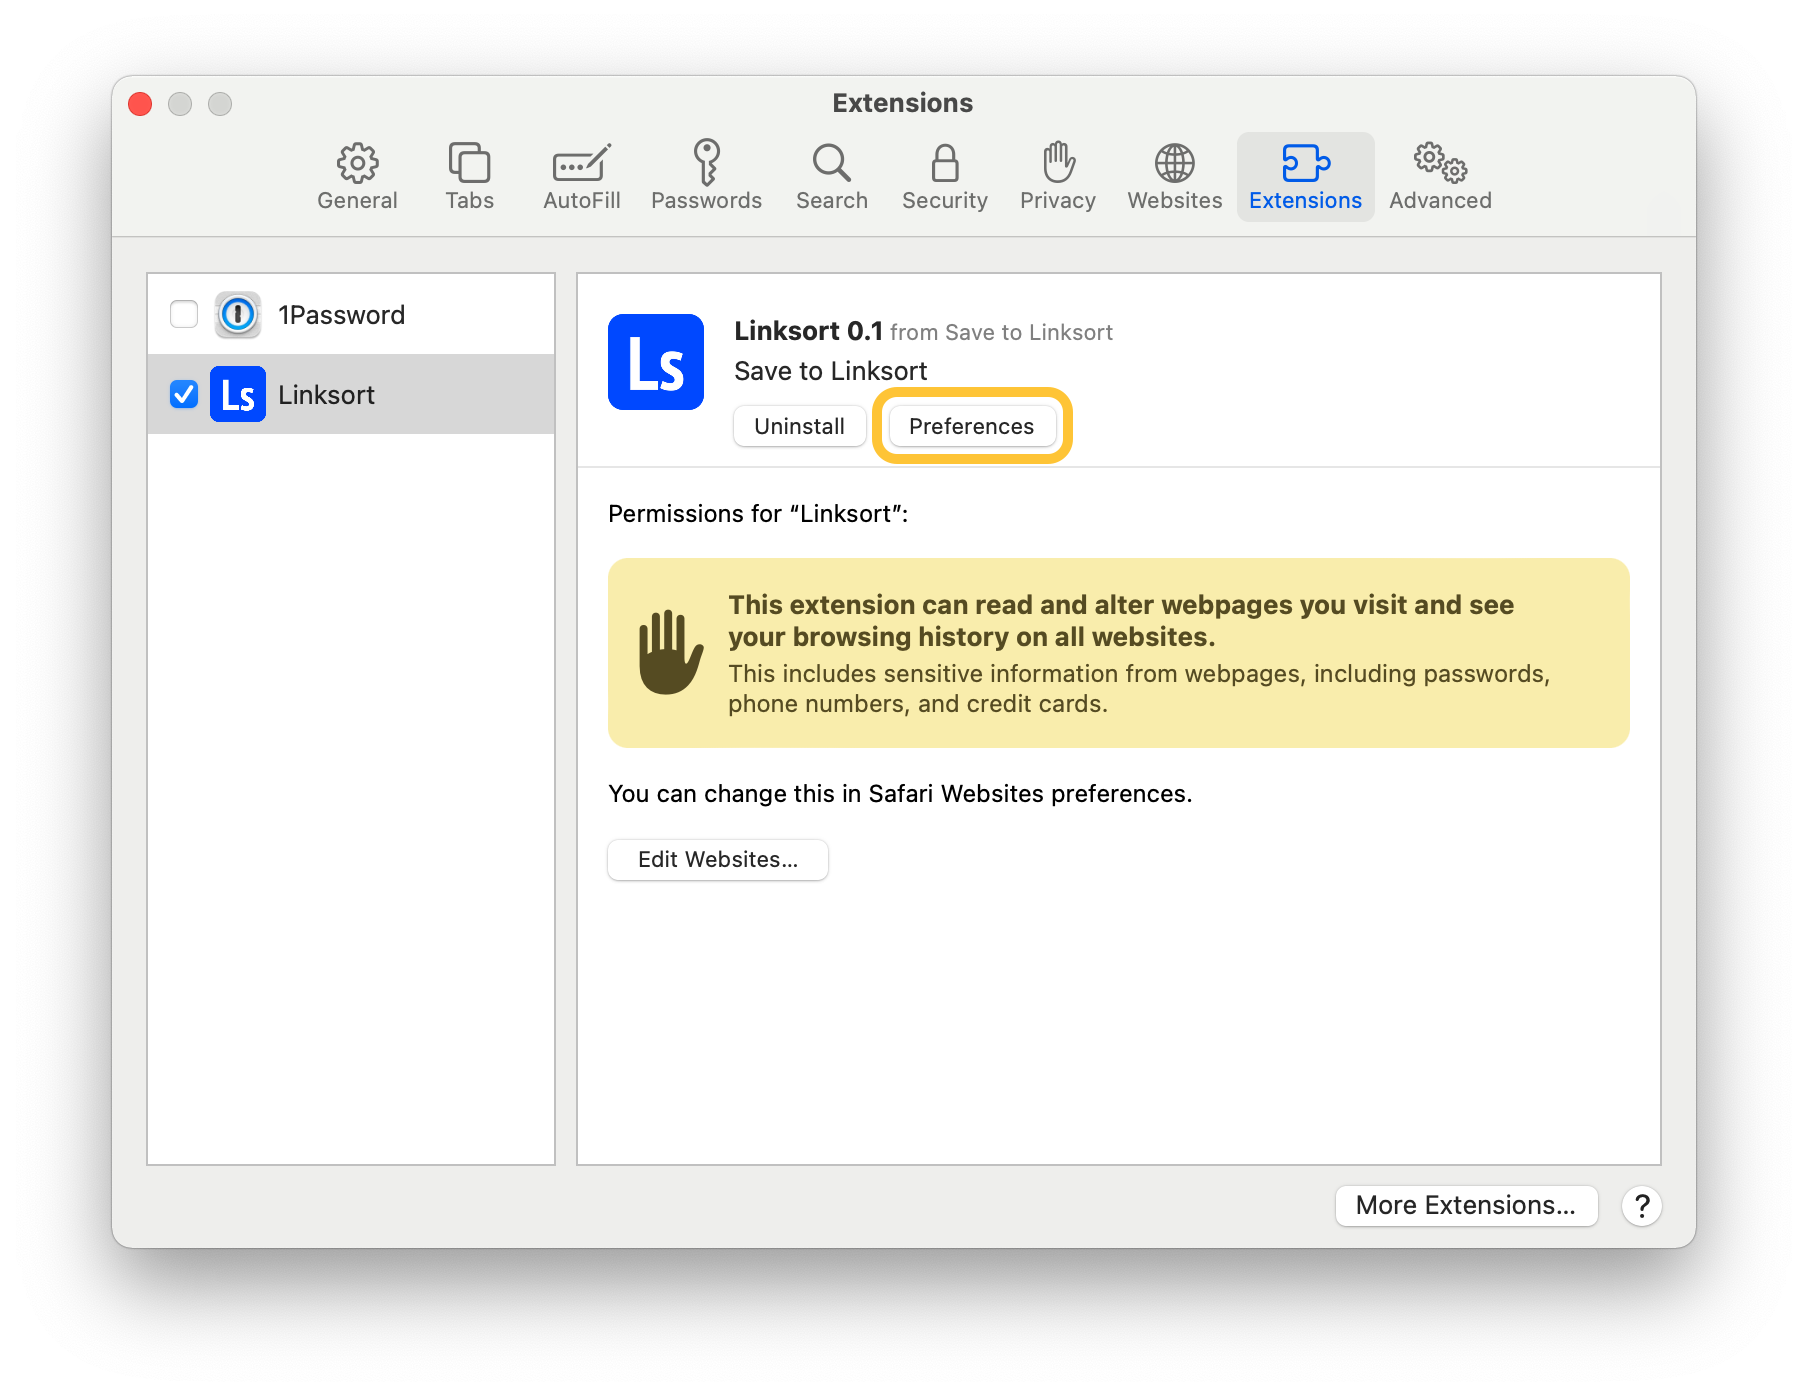 Extensions
General Tabs AutoFill Passwords Search Security Privacy Websites Extensions Advanced
1Password
Ls Linksort
Ls
Linksort 0.1 from Save to Linksort
Save to Linksort
Uninstall Preferences
Permissions for “Linksort”:
This extension can read and alter webpages you visit and see
your browsing history on all websites.
This includes sensitive information from webpages, including passwords,
phone numbers, and credit cards.
You can change this in Safari Websites preferences.
Edit Websites...
More Extensions... ?